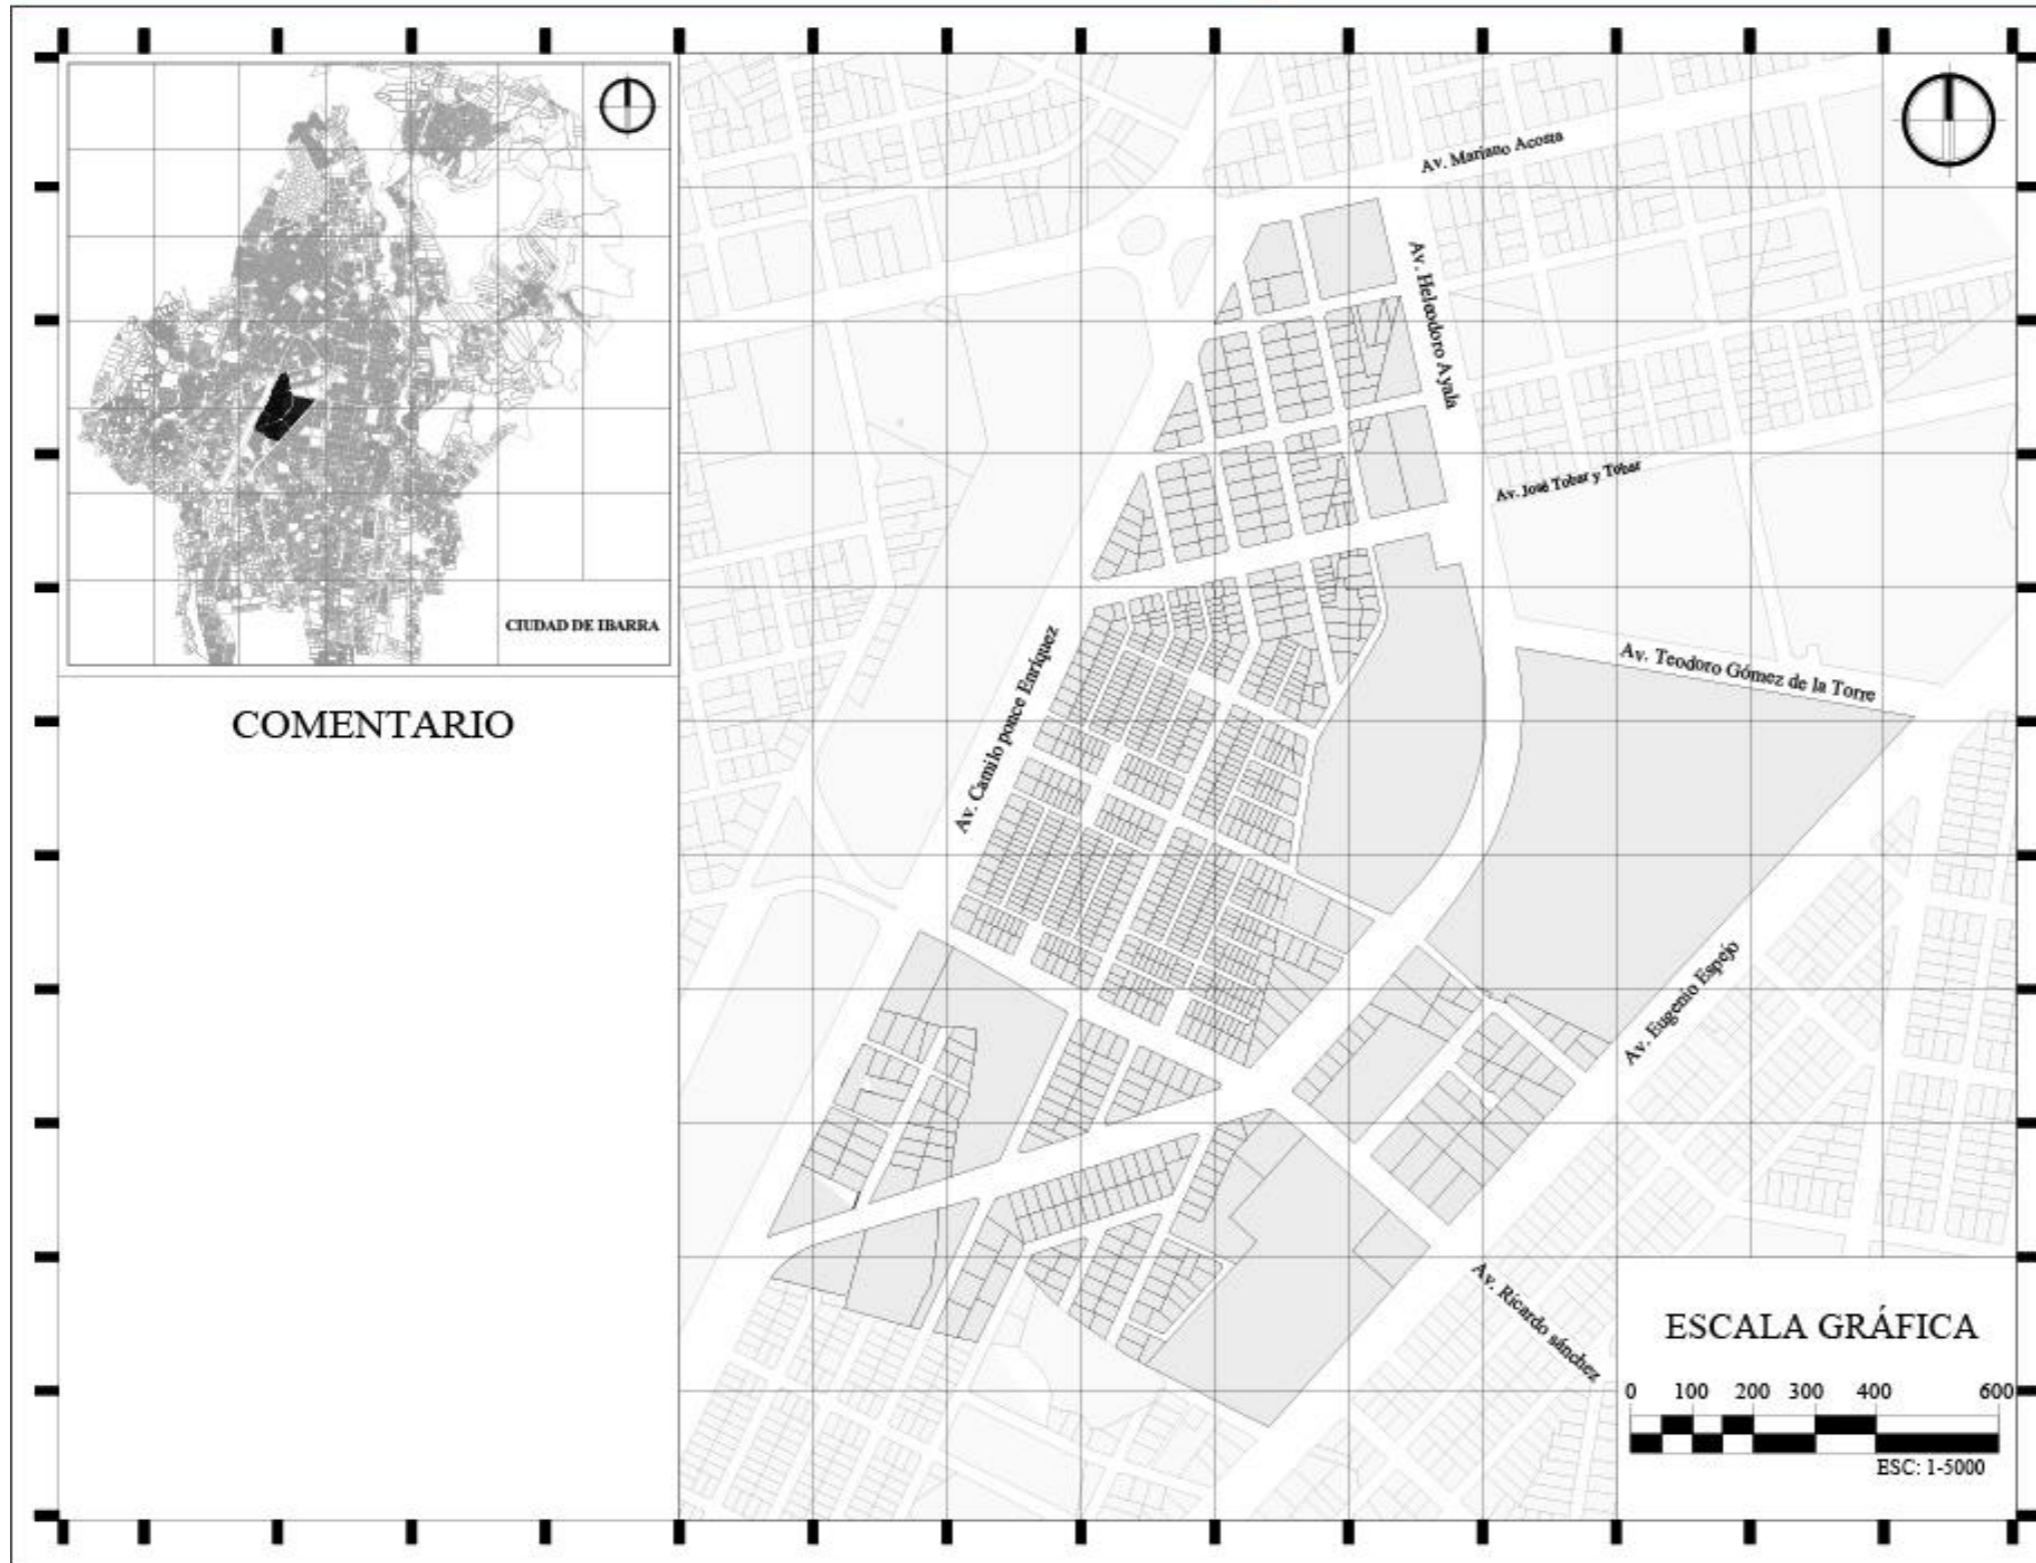 CIUDAD DE IBARRA
COMENTARIO
Av. Mariano Acosta
Av. Heleodoro Ayala
Av. José Tobar y Tobar
Av. Camilo ponce Enríquez
Av. Teodoro Gómez de la Torre
Av. Eugenio Espejo
Av. Ricardo sánchez
ESCALA GRÁFICA
0 100 200 300 400 600
ESC: 1-5000